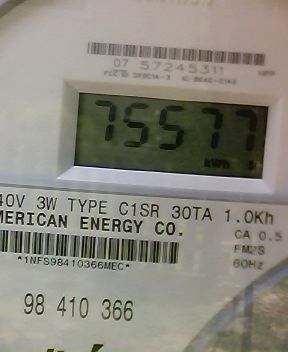 07 57245311
75577
kWh
40V 3W TYPE C1SR 30TA 1.0Kh
MERICAN ENERGY CO.
CA 0.5
FM2S
60Hz
*1NFS98410366MEC*
98 410 366